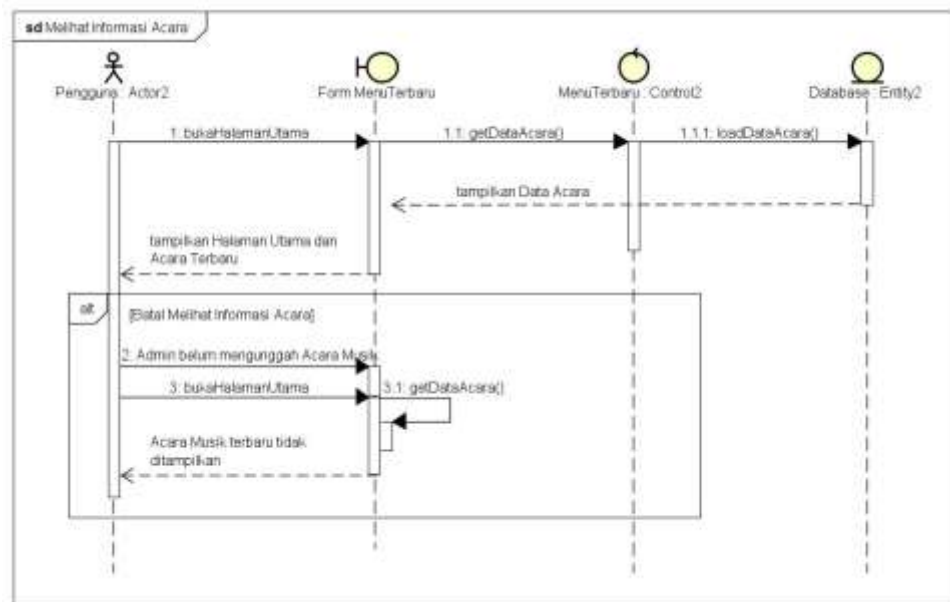 sd Melihat Informasi Acara
Pengguna : Actor2
Form MenuTerbaru
MenuTerbaru : Control2
Database : Entity2
1: bukaHalamanUtama
1.1: getDataAcara()
1.1.1: loadDataAcara()
tampilkan Data Acara
tampilkan Halaman Utama dan
Acara Terbaru
alt
[Batal Melihat Informasi Acara]
2: Admin belum mengunggah Acara Musik
3: bukaHalamanUtama
3.1: getDataAcara()
Acara Musik terbaru tidak
ditampilkan